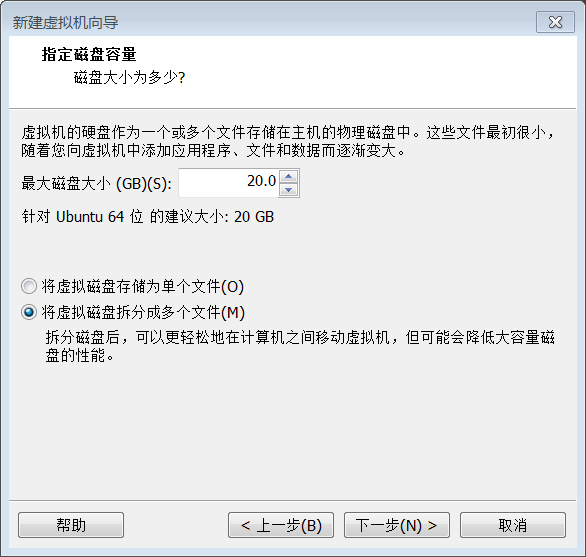 新建虚拟机向导
指定磁盘容量
磁盘大小为多少?
虚拟机的硬盘作为一个或多个文件存储在主机的物理磁盘中。这些文件最初很小，
随着您向虚拟机中添加应用程序、文件和数据而逐渐变大。
最大磁盘大小 (GB)(S): 20.0
针对 Ubuntu 64 位 的建议大小: 20 GB
将虚拟磁盘存储为单个文件(O)
将虚拟磁盘拆分成多个文件(M)
拆分磁盘后，可以更轻松地在计算机之间移动虚拟机，但可能会降低大容量磁
盘的性能。
帮助 < 上一步(B) 下一步(N) > 取消